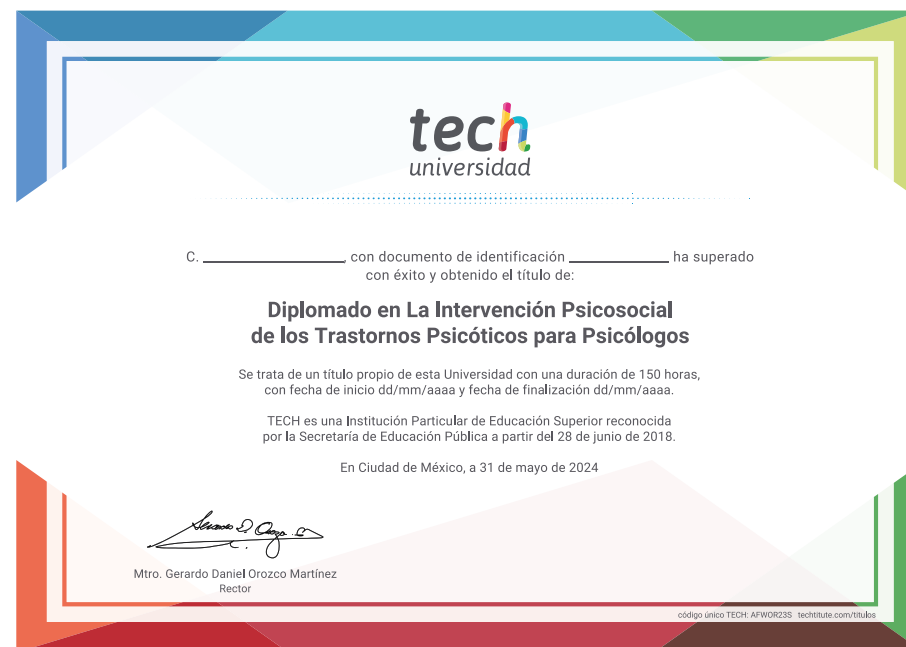 tech
universidad
C. ____________________, con documento de identificación ______________ ha superado
con éxito y obtenido el título de:
Diplomado en La Intervención Psicosocial
de los Trastornos Psicóticos para Psicólogos
Se trata de un título propio de esta Universidad con una duración de 150 horas,
con fecha de inicio dd/mm/aaaa y fecha de finalización dd/mm/aaaa.
TECH es una Institución Particular de Educación Superior reconocida
por la Secretaría de Educación Pública a partir del 28 de junio de 2018.
En Ciudad de México, a 31 de mayo de 2024
Mtro. Gerardo Daniel Orozco Martínez
Rector
código único TECH: AFWOR23S techtitute.com/titulos